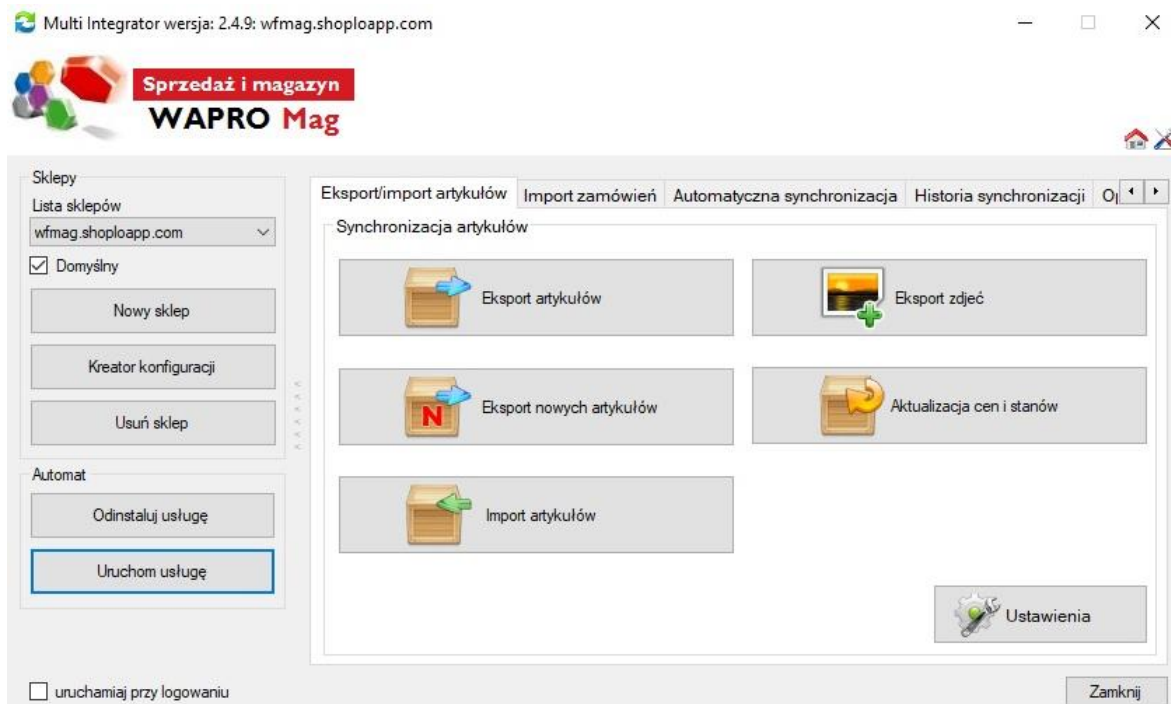 Multi Integrator wersja: 2.4.9: wfmag.shoploapp.com
Sprzedaż i magazyn
WAPRO Mag
Sklepy
Lista sklepów
wfmag.shoploapp.com
Domyślny
Nowy sklep
Kreator konfiguracji
Usuń sklep
Automat
Odinstaluj usługę
Uruchom usługę
uruchamiaj przy logowaniu
Eksport/import artykułów Import zamówień Automatyczna synchronizacja Historia synchronizacji
Synchronizacja artykułów
Eksport artykułów Eksport zdjeć
N Eksport nowych artykułów Aktualizacja cen i stanów
Import artykułów
Ustawienia
Zamknij